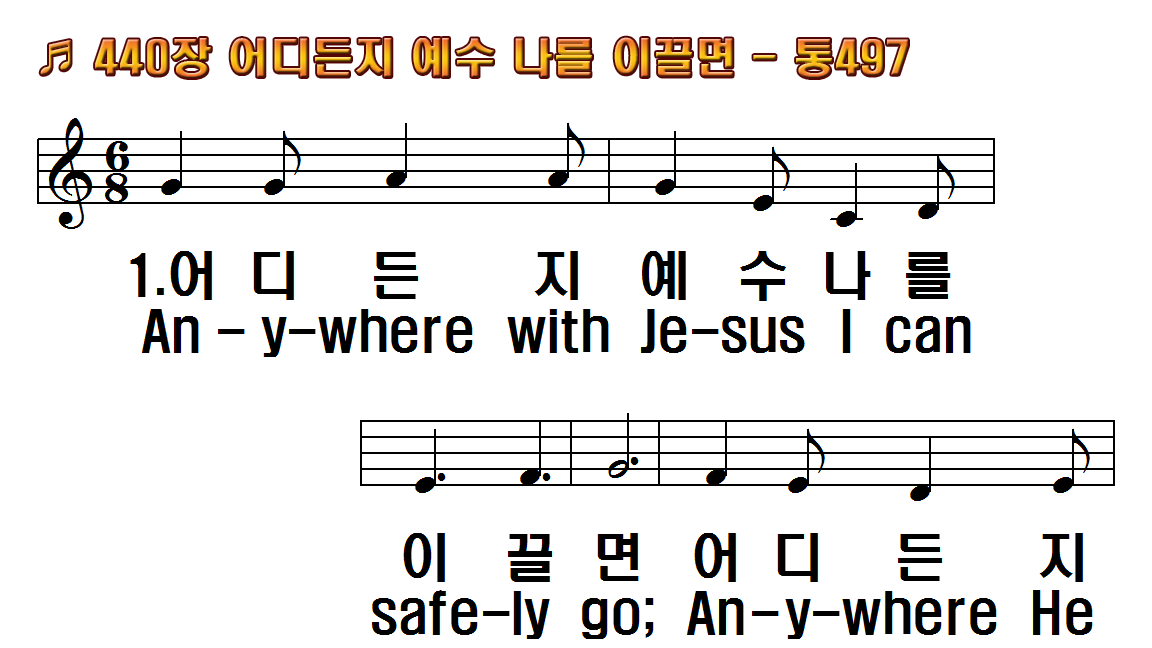 ♬ 440장 어디든지 예수 나를 이끌면 - 통497
1.어 디 든 지 예 수 나 를
An-y-where with Je-sus I can
이 끌 면 어 디 든 지
safe-ly go; An-y-where He